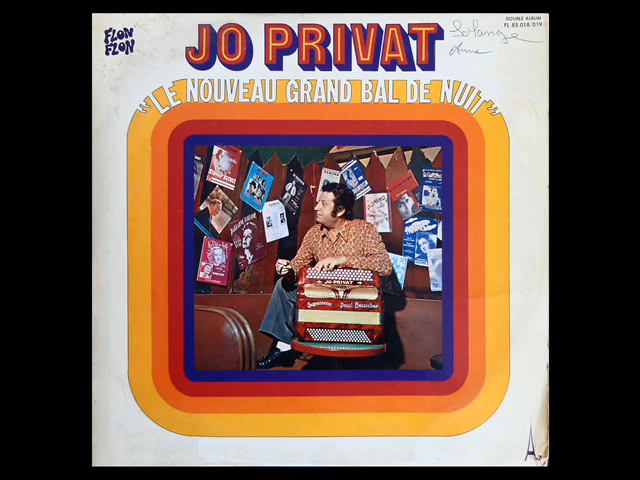 FLON
FLON
JO PRIVAT
DOUBLE ALBUM
FL 85 018/019
Solange
"LE NOUVEAU GRAND BAL DE NUIT"
JO PRIVAT
Paul Beuscher